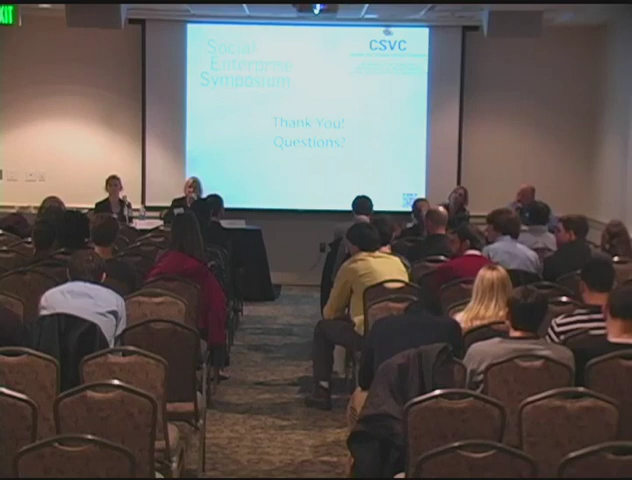 EXIT
Social
Enterprise
Symposium
CSVC
Thank You!
Questions?